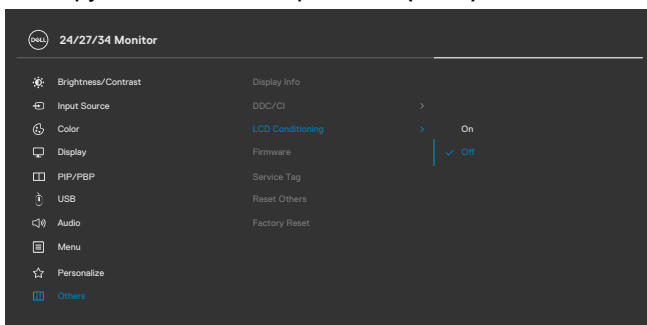 DELL
24/27/34 Monitor
Brightness/Contrast
Input Source
Color
Display
PIP/PBP
USB
Audio
Menu
Personalize
Others
Display Info
DDC/CI
LCD Conditioning
Firmware
Service Tag
Reset Others
Factory Reset
On
Off